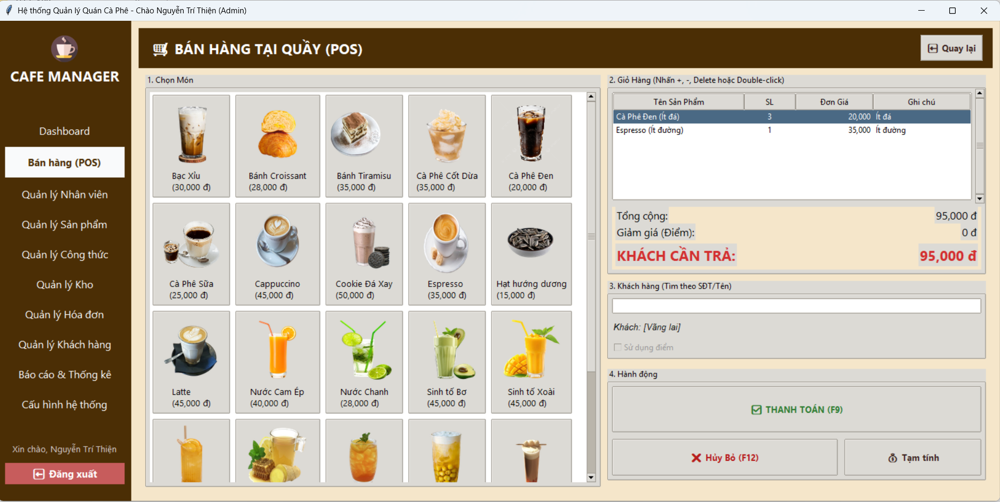 Hệ thống Quản lý Quán Cà Phê - Chào Nguyễn Trí Thiện (Admin)
CAFE MANAGER
Dashboard
Bán hàng (POS)
Quản lý Nhân viên
Quản lý Sản phẩm
Quản lý Công thức
Quản lý Kho
Quản lý Hóa đơn
Quản lý Khách hàng
Báo cáo & Thống kê
Cấu hình hệ thống
Xin chào, Nguyễn Trí Thiện
Đăng xuất
BÁN HÀNG TẠI QUẦY (POS)
Quay lại
1. Chọn Món
Bạc Xỉu
(30,000 đ)
Bánh Croissant
(28,000 đ)
Bánh Tiramisu
(35,000 đ)
Cà Phê Cốt Dừa
(35,000 đ)
Cà Phê Đen
(20,000 đ)
Cà Phê Sữa
(25,000 đ)
Cappuccino
(45,000 đ)
Cookie Đá Xay
(50,000 đ)
Espresso
(35,000 đ)
Hạt hướng dương
(15,000 đ)
Latte
(45,000 đ)
Nước Cam Ép
(40,000 đ)
Nước Chanh
(28,000 đ)
Sinh tố Bơ
(45,000 đ)
Sinh tố Xoài
(45,000 đ)
2. Giỏ Hàng (Nhấn +, -, Delete hoặc Double-click)
Tên Sản Phẩm SL Đơn Giá Ghi chú
Cà Phê Đen (Ít đá) 3 20,000 Ít đá
Espresso (Ít đường) 1 35,000 Ít đường
Tổng cộng: 95,000 đ
Giảm giá (Điểm): 0 đ
KHÁCH CẦN TRẢ: 95,000 đ
3. Khách hàng (Tìm theo SĐT/Tên)
Khách: [Vãng lai]
Sử dụng điểm
4. Hành động
THANH TOÁN (F9)
Hủy Bỏ (F12)
Tạm tính